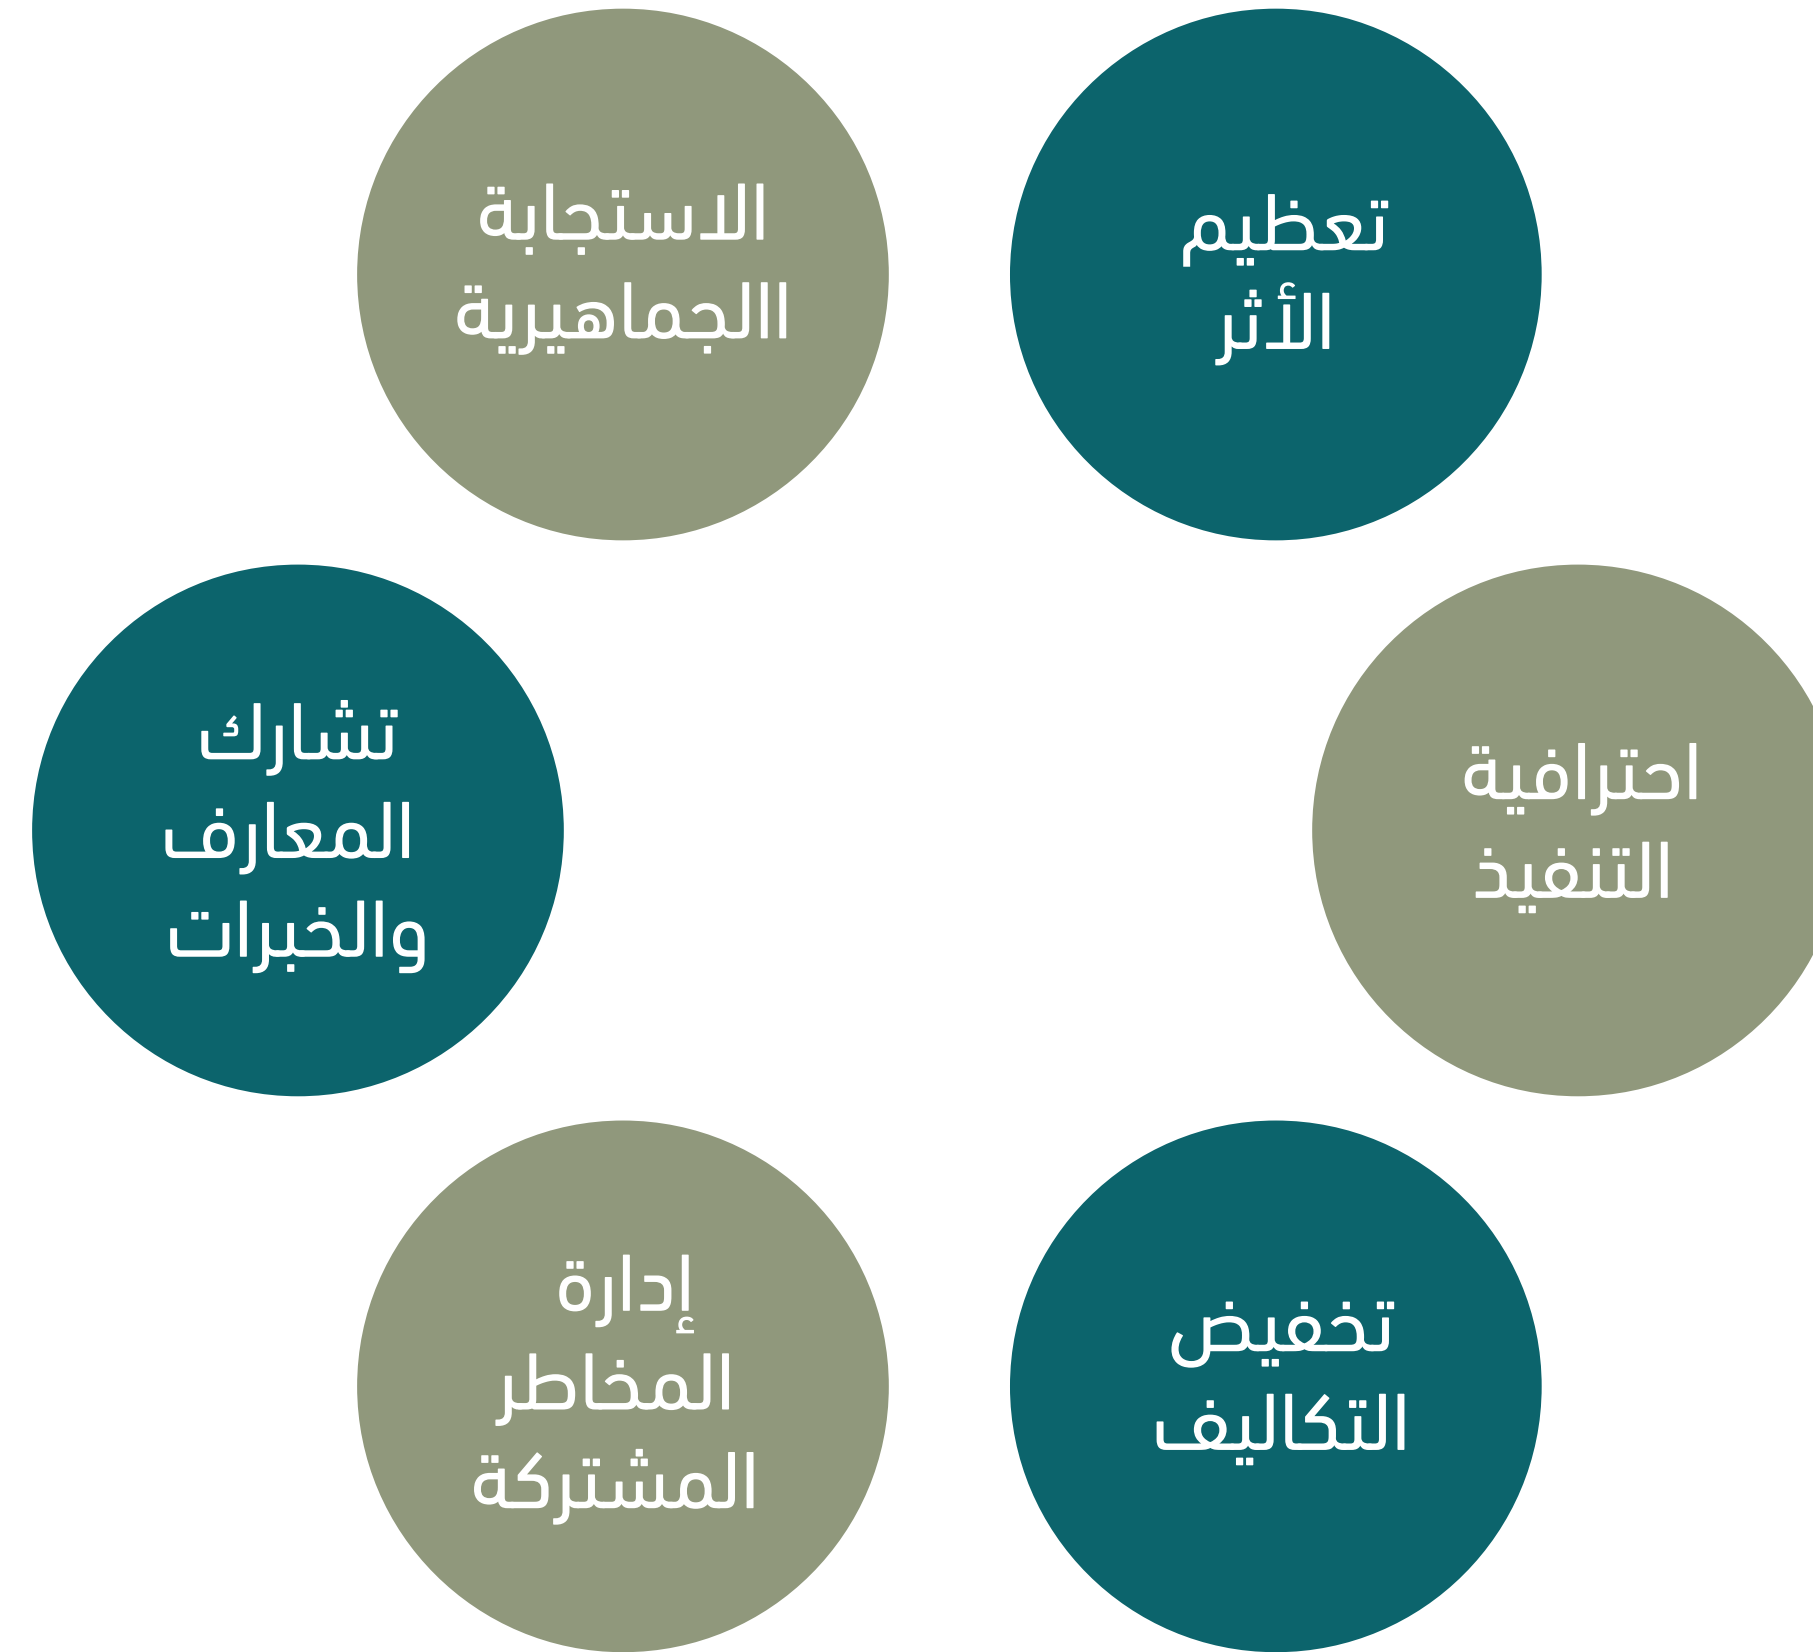 تعظيم
الأثر
الاستجابة
االجماهيرية
احترافية
التنفيذ
تشارك
المعارف
والخبرات
تخفيض
التكاليف
إدارة
المخاطر
المشتركة